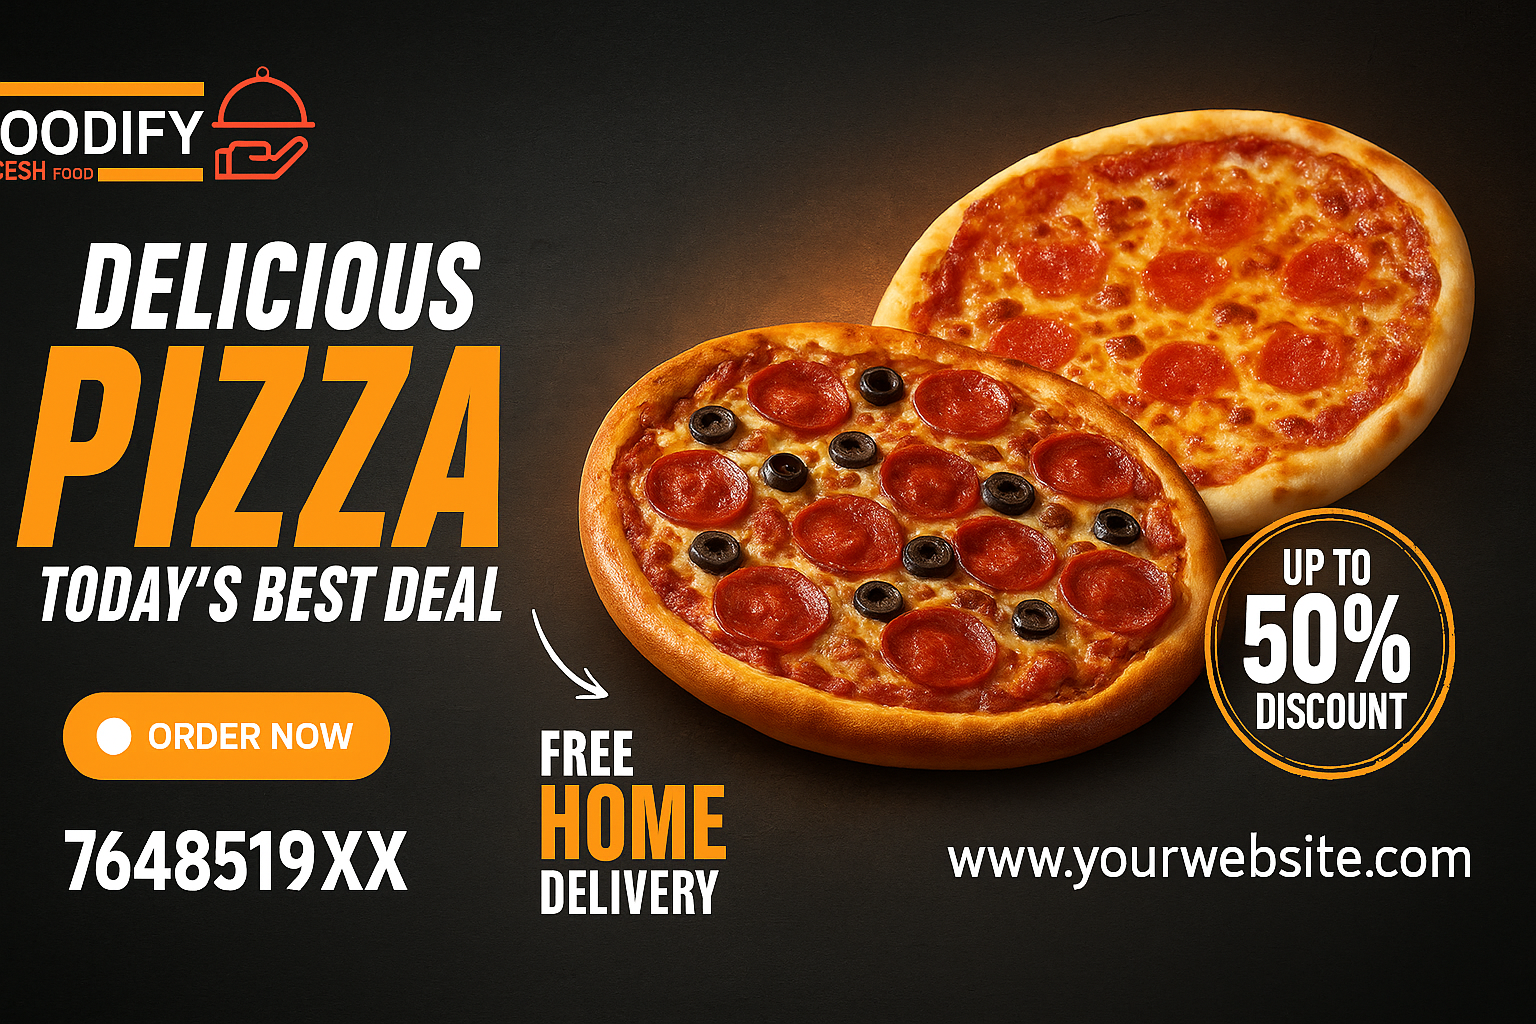 OODIFY
CESH FOOD
DELICIOUS
PIZZA
TODAY'S BEST DEAL
ORDER NOW
7648519XX
FREE
HOME
DELIVERY
UP TO
50%
DISCOUNT
www.yourwebsite.com